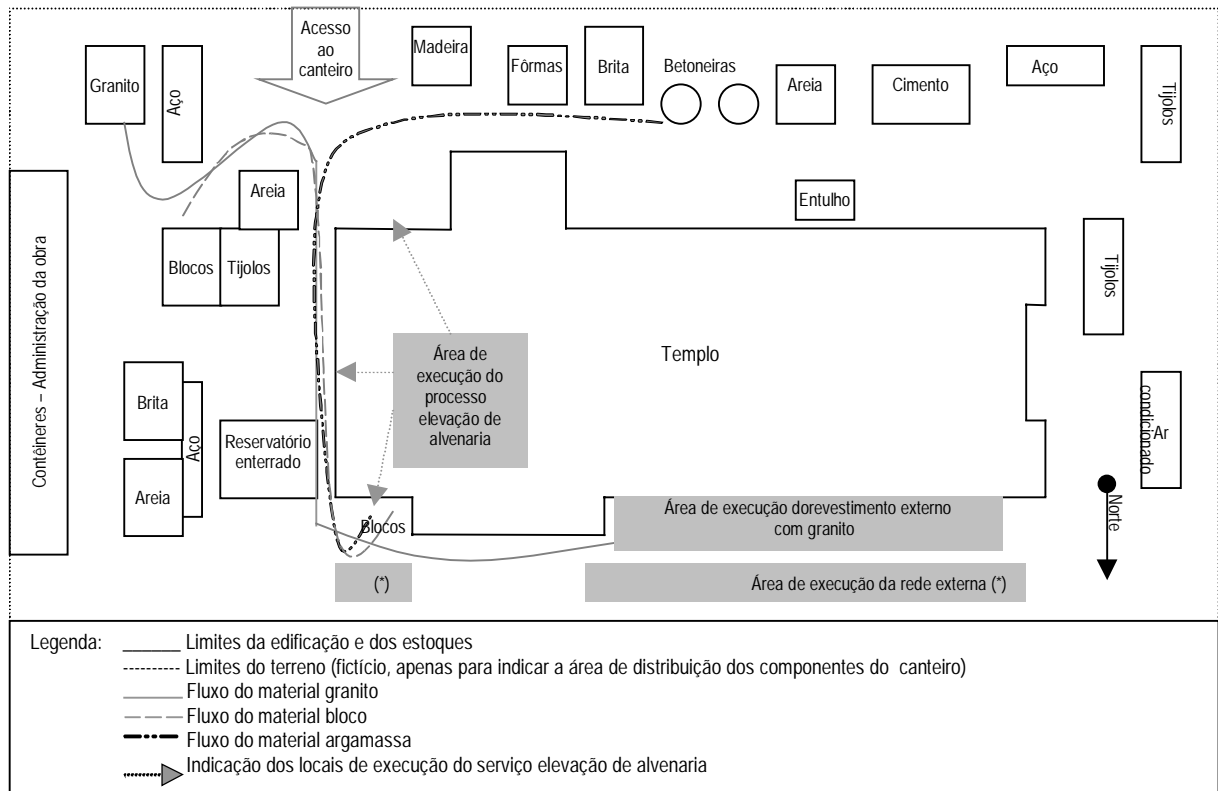 Acesso
ao
canteiro
Granito
Aço
Madeira
Fôrmas
Brita
Betoneiras
Areia
Cimento
Aço
Tijolos
Areia
Entulho
Blocos
Tijolos
Tijolos
Contêineres – Administração da obra
Área de
execução do
processo
elevação de
alvenaria
Templo
Brita
Aço
Areia
Reservatório
enterrado
Ar
condicionado
Norte
Blocos
Área de execução dorevestimento externo
com granito
(*)
Área de execução da rede externa (*)
Legenda:
Limites da edificação e dos estoques
Limites do terreno (fictício, apenas para indicar a área de distribuição dos componentes do canteiro)
Fluxo do material granito
Fluxo do material bloco
Fluxo do material argamassa
Indicação dos locais de execução do serviço elevação de alvenaria